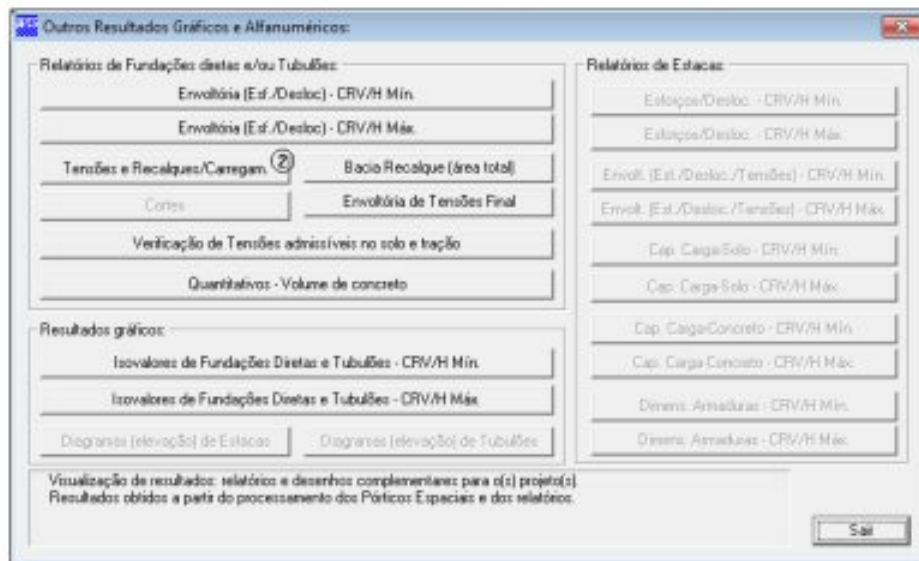 Outros Resultados Gráficos e Alfanuméricos:
Relatórios de Fundações diretas e/ou Tubulões:
Envoltória (Esf./Desloc) - CRV/H Mín.
Envoltória (Esf./Desloc) - CRV/H Máx.
Tensões e Recalques/Carregam. 2
Bacia Recalque (área total)
Cortes
Envoltória de Tensões Final
Verificação de Tensões admissíveis no solo e tração
Quantitativos - Volume de concreto
Resultados gráficos:
Isovalores de Fundações Diretas e Tubulões - CRV/H Mín.
Isovalores de Fundações Diretas e Tubulões - CRV/H Máx.
Diagramas (elevação) de Estacas
Diagramas (elevação) de Tubulões
Relatórios de Estacas:
Esforços/Desloc. - CRV/H Mín.
Esforços/Desloc. - CRV/H Máx.
Envolt. (Esf./Desloc./Tensões) - CRV/H Mín.
Envolt. (Esf./Desloc./Tensões) - CRV/H Máx.
Cap. Carga-Solo - CRV/H Mín.
Cap. Carga-Solo - CRV/H Máx.
Cap. Carga-Concreto - CRV/H Mín.
Cap. Carga-Concreto - CRV/H Máx.
Dimens. Armaduras - CRV/H Mín.
Dimens. Armaduras - CRV/H Máx.
Visualização de resultados: relatórios e desenhos complementares para o(s) projeto(s).
Resultados obtidos a partir do processamento dos Pórticos Espaciais e dos relatórios.
Sair